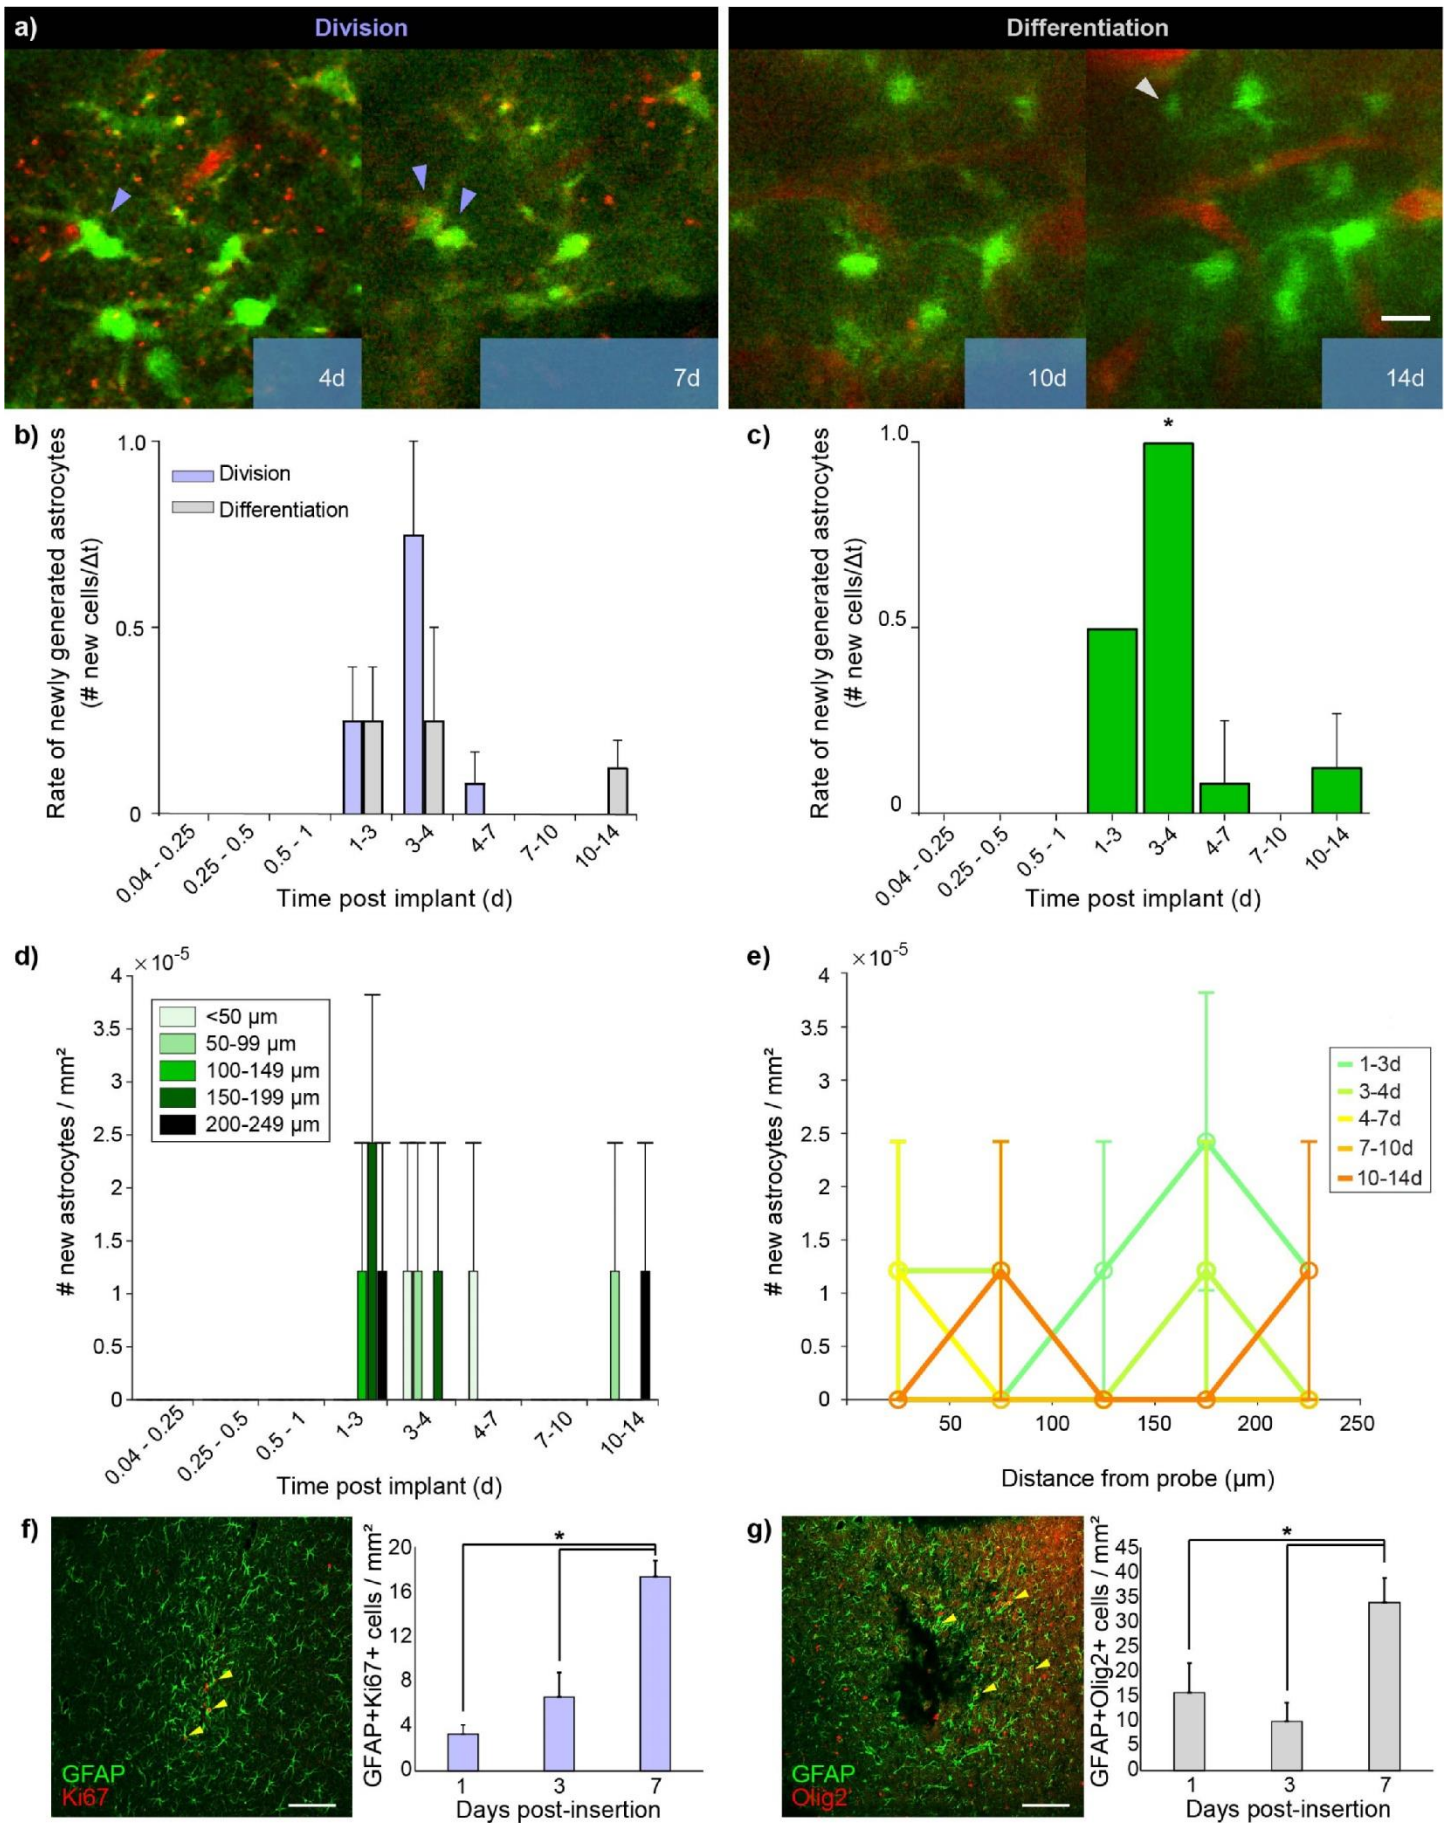 a)
Division
Differentiation
4d
7d
10d
14d
b)
Rate of newly generated astrocytes
(# new cells/Δt)
1.0
0.5
0
Division
Differentiation
0.04 - 0.25
0.25 - 0.5
0.5 - 1
1-3
3-4
4-7
7-10
10-14
Time post implant (d)
c)
Rate of newly generated astrocytes
(# new cells/Δt)
1.0
0.5
0
*
0.04 - 0.25
0.25 - 0.5
0.5 - 1
1-3
3-4
4-7
7-10
10-14
Time post implant (d)
d)
×10-5
# new astrocytes / mm²
4
3.5
3
2.5
2
1.5
1
0.5
0
<50 µm
50-99 µm
100-149 µm
150-199 µm
200-249 µm
0.04 - 0.25
0.25 - 0.5
0.5 - 1
1-3
3-4
4-7
7-10
10-14
Time post implant (d)
e)
×10-5
# new astrocytes / mm²
4
3.5
3
2.5
2
1.5
1
0.5
0
1-3d
3-4d
4-7d
7-10d
10-14d
50
100
150
200
250
Distance from probe (µm)
f)
GFAP
Ki67
GFAP+Ki67+ cells / mm²
20
16
12
8
4
0
*
1
3
7
Days post-insertion
g)
GFAP
Olig2
GFAP+Olig2+ cells / mm²
45
40
35
30
25
20
15
10
5
0
*
1
3
7
Days post-insertion